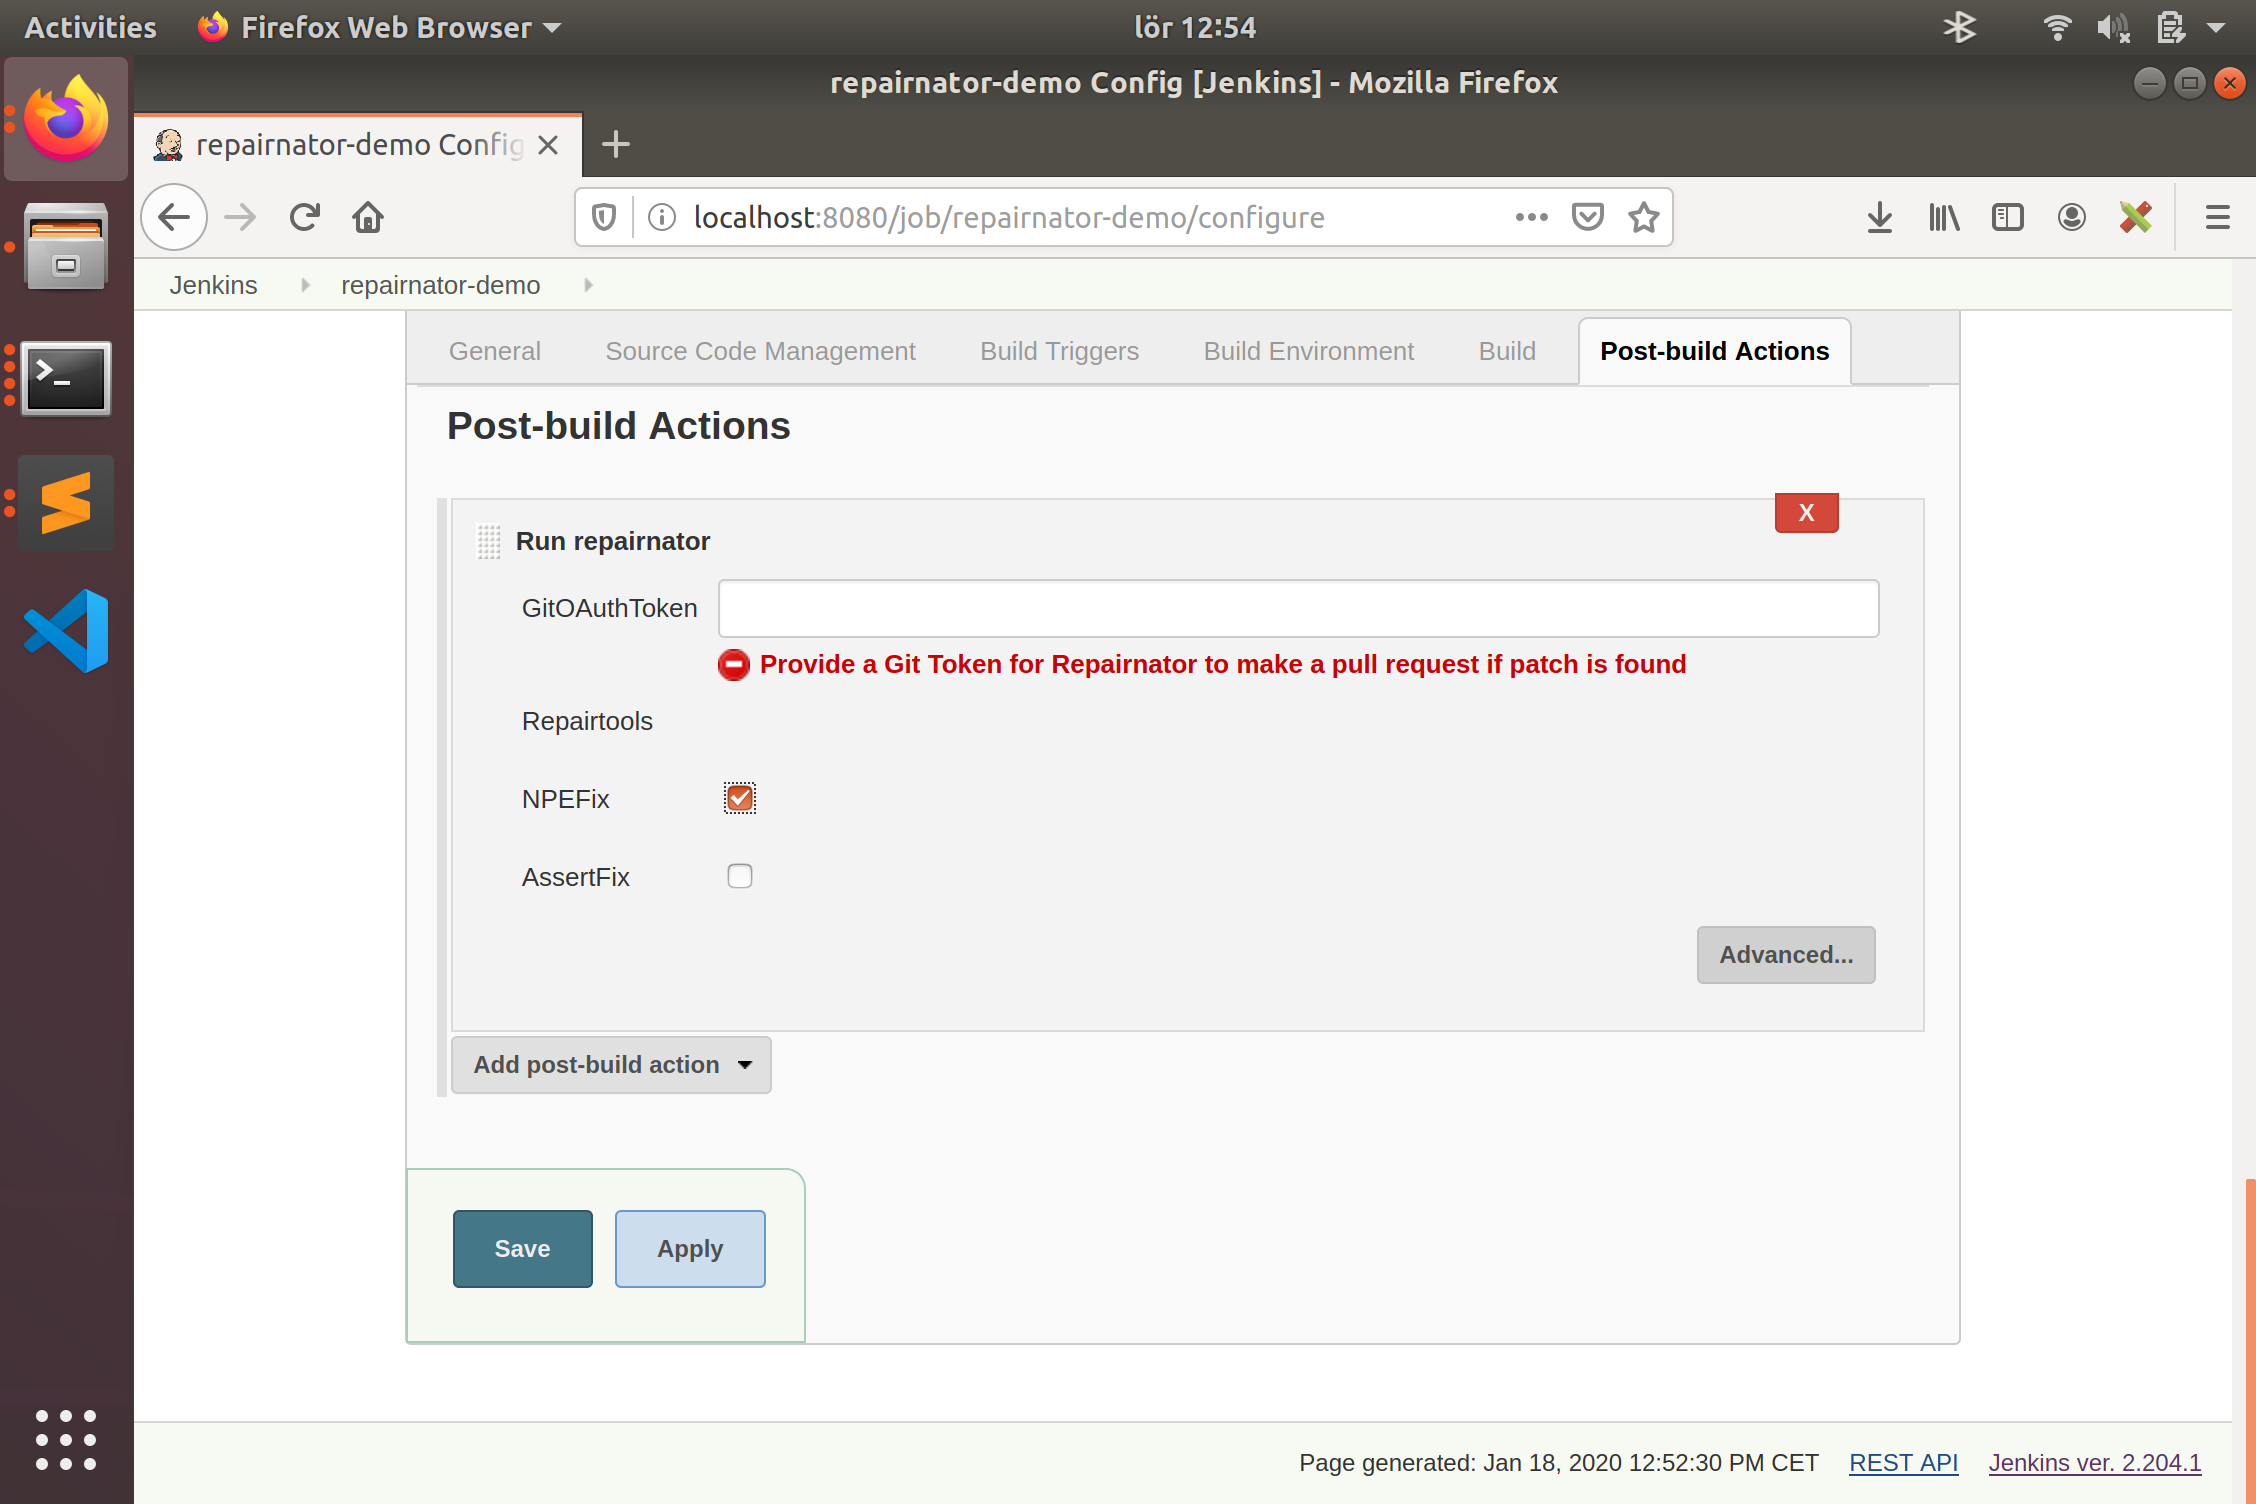 Activities
Firefox Web Browser
lör 12:54
repairnator-demo Config [Jenkins] - Mozilla Firefox
repairnator-demo Config
localhost:8080/job/repairnator-demo/configure
Jenkins
repairnator-demo
General
Source Code Management
Build Triggers
Build Environment
Build
Post-build Actions
Post-build Actions
X
Run repairnator
GitOAuthToken
Provide a Git Token for Repairnator to make a pull request if patch is found
Repairtools
NPEFix
AssertFix
Advanced...
Add post-build action
Save
Apply
Page generated: Jan 18, 2020 12:52:30 PM CET
REST API
Jenkins ver. 2.204.1